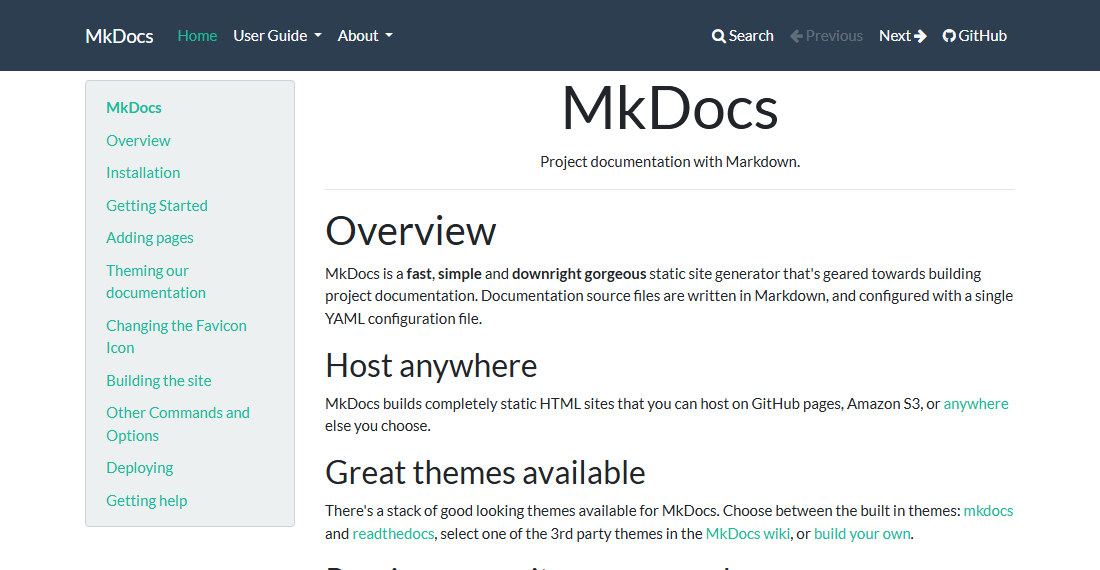 MkDocs Home User Guide About Search Previous Next GitHub
MkDocs
Overview
Installation
Getting Started
Adding pages
Theming our
documentation
Changing the Favicon
Icon
Building the site
Other Commands and
Options
Deploying
Getting help
MkDocs
Project documentation with Markdown.
Overview
MkDocs is a fast, simple and downright gorgeous static site generator that's geared towards building
project documentation. Documentation source files are written in Markdown, and configured with a single
YAML configuration file.
Host anywhere
MkDocs builds completely static HTML sites that you can host on GitHub pages, Amazon S3, or anywhere
else you choose.
Great themes available
There's a stack of good looking themes available for MkDocs. Choose between the built in themes: mkdocs
and readthedocs, select one of the 3rd party themes in the MkDocs wiki, or build your own.